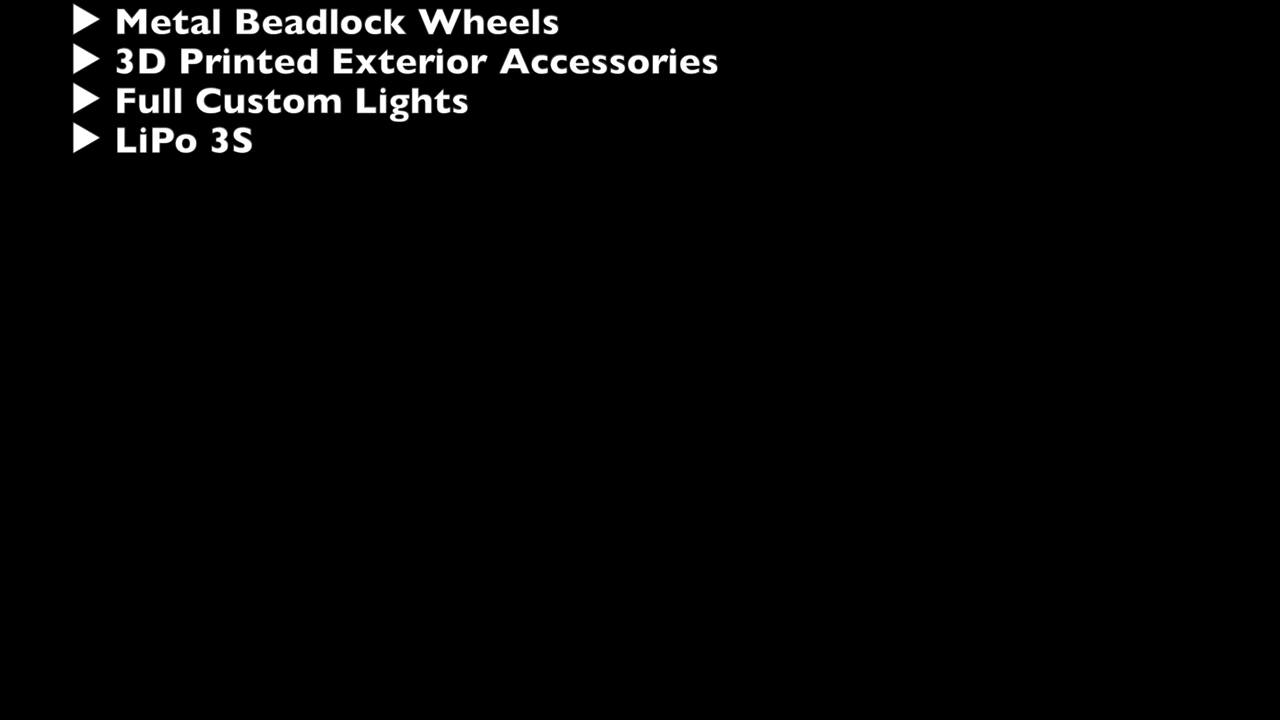 ▶ Metal Beadlock Wheels
▶ 3D Printed Exterior Accessories
▶ Full Custom Lights
▶ LiPo 3S